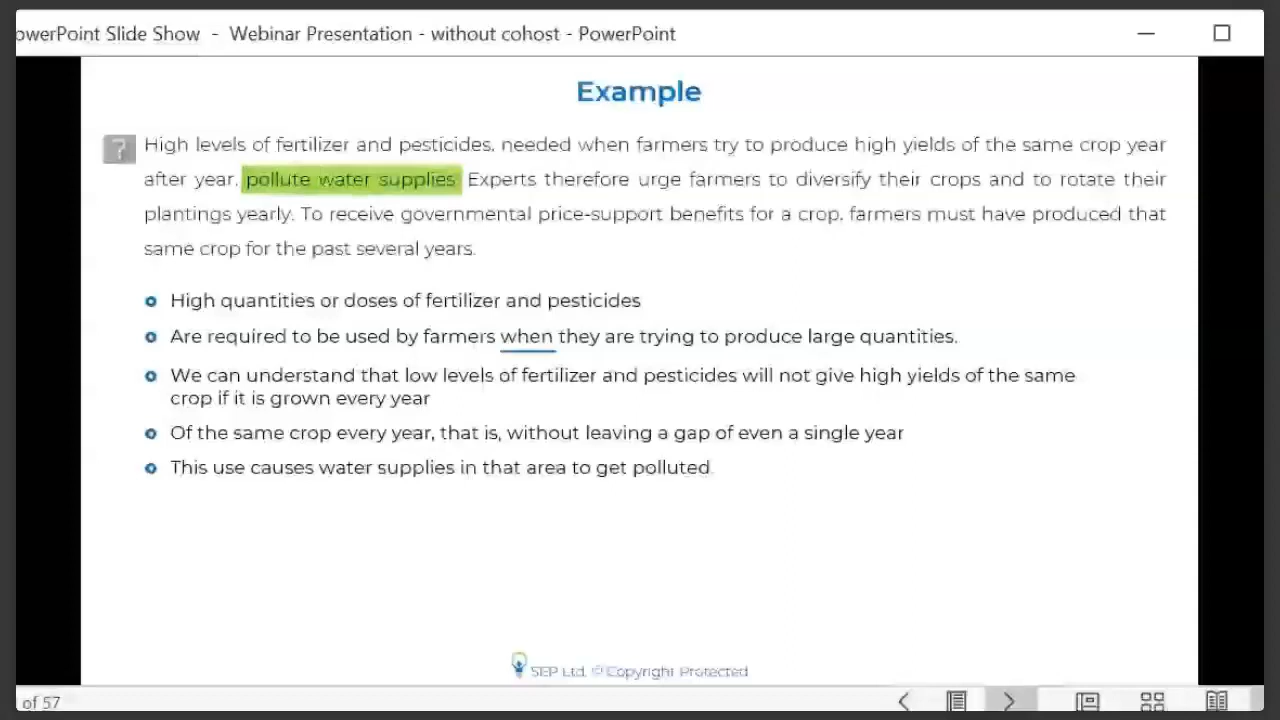 owerPoint Slide Show - Webinar Presentation - without cohost - PowerPoint
Example
? High levels of fertilizer and pesticides, needed when farmers try to produce high yields of the same crop year
after year, pollute water supplies. Experts therefore urge farmers to diversify their crops and to rotate their
plantings yearly. To receive governmental price-support benefits for a crop, farmers must have produced that
same crop for the past several years.
High quantities or doses of fertilizer and pesticides
Are required to be used by farmers when they are trying to produce large quantities.
We can understand that low levels of fertilizer and pesticides will not give high yields of the same
crop if it is grown every year
Of the same crop every year, that is, without leaving a gap of even a single year
This use causes water supplies in that area to get polluted
SEP Ltd. © Copyright Protected
of 57